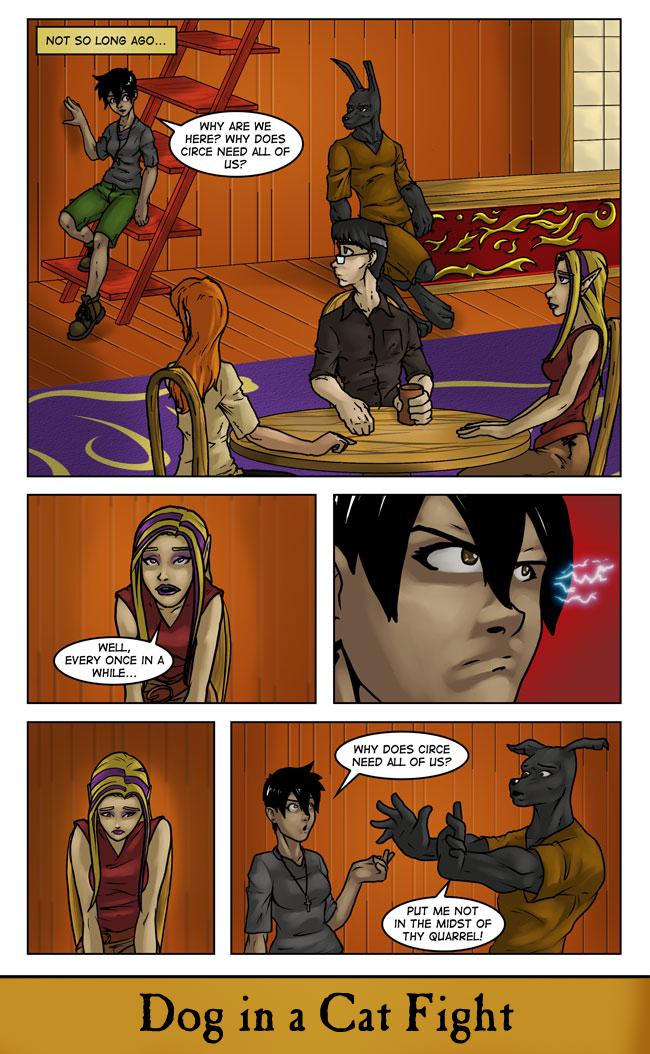 NOT SO LONG AGO...
WHY ARE WE
HERE? WHY DOES
CIRCE NEED ALL OF
US?
WELL,
EVERY ONCE IN A
WHILE...
WHY DOES CIRCE
NEED ALL OF US?
PUT ME NOT
IN THE MIDST OF
THY QUARREL!
Dog in a Cat Fight